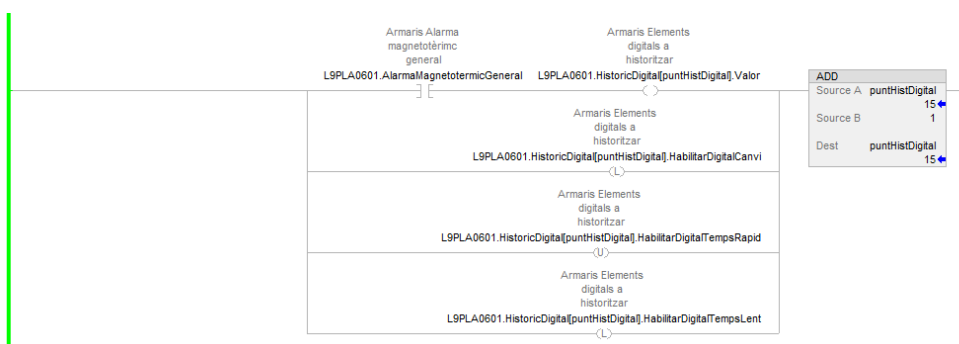 Armaris Alarma
magnetotèrimc
general
L9PLA0601.AlarmaMagnetotermicGeneral
Armaris Elements
digitals a
historitzar
L9PLA0601.HistoricDigital[puntHistDigital].Valor
Armaris Elements
digitals a
historitzar
L9PLA0601.HistoricDigital[puntHistDigital].HabilitarDigitalCanvi
L
Armaris Elements
digitals a
historitzar
L9PLA0601.HistoricDigital[puntHistDigital].HabilitarDigitalTempsRapid
U
Armaris Elements
digitals a
historitzar
L9PLA0601.HistoricDigital[puntHistDigital].HabilitarDigitalTempsLent
L
ADD
Source A puntHistDigital
15
Source B 1
Dest puntHistDigital
15